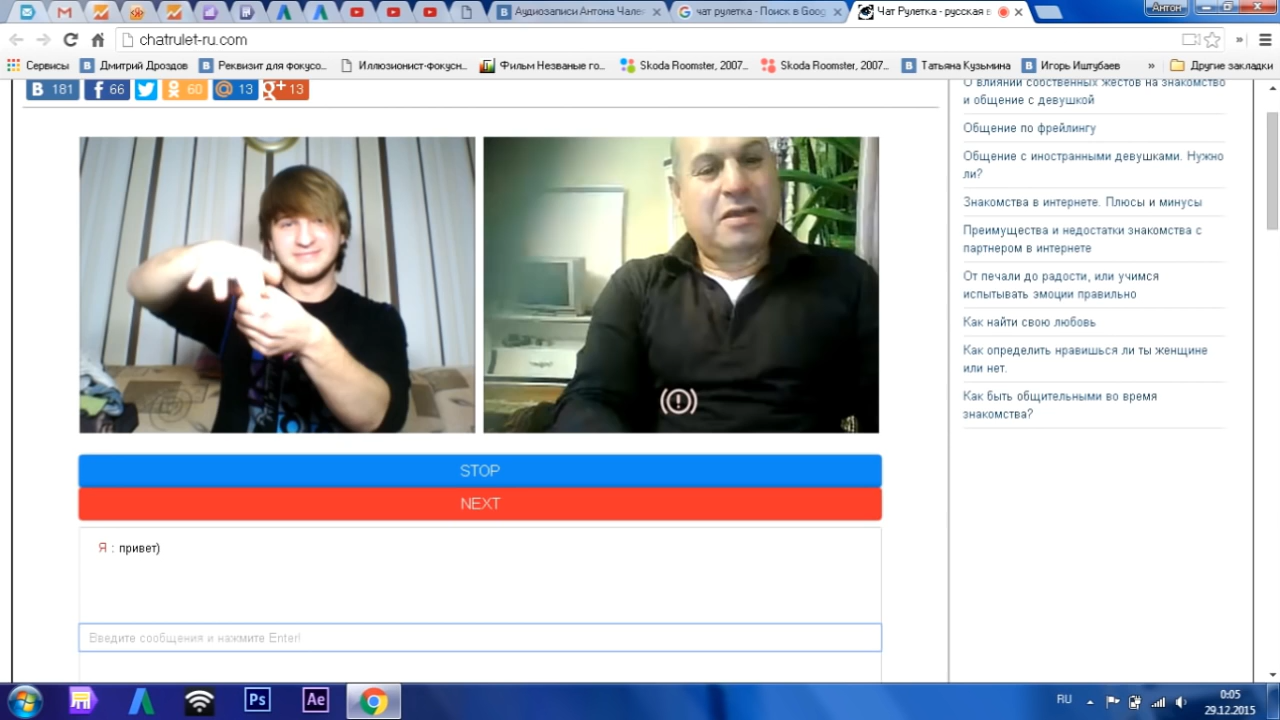 Аудиозаписи Антона Чале
чат рулетка - Поиск в Goog
Чат Рулетка - русская в
Антон
chatrulet-ru.com
Сервисы
Дмитрий Дроздов
Реквизит для фокусо...
Иллюзионист-фокусн...
Фильм Незваные го...
Skoda Roomster, 2007...
Skoda Roomster, 2007...
Татьяна Кузьмина
Игорь Иштубаев
»
Другие закладки
B 181
f 66
60
@ 13
g+ 13
О влиянии собственных жестов на знакомство
и общение с девушкой
Общение по фрейлингу
Общение с иностранными девушками. Нужно
ли?
Знакомства в интернете. Плюсы и минусы
Преимущества и недостатки знакомства с
партнером в интернете
От печали до радости, или учимся
испытывать эмоции правильно
Как найти свою любовь
Как определить нравишься ли ты женщине
или нет.
Как быть общительными во время
знакомства?
STOP
NEXT
Я : привет)
Введите сообщения и нажмите Enter!
Ps
Ae
RU
0:05
29.12.2015